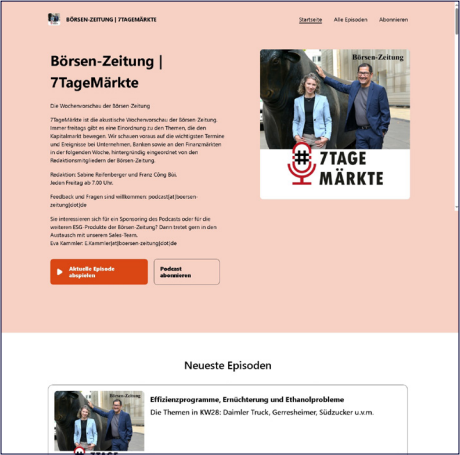 BÖRSEN-ZEITUNG | 7TAGEMÄRKTE
Startseite Alle Episoden Abonnieren
Börsen-Zeitung |
7TageMärkte
Die Wochenvorschau der Börsen-Zeitung
7TageMärkte ist die akustische Wochenvorschau der Börsen-Zeitung.
Immer freitags gibt es eine Einordnung zu den Themen, die den
Kapitalmarkt bewegen. Wir schauen voraus auf die wichtigsten Termine
und Ereignisse bei Unternehmen, Banken sowie an den Finanzmärkten
in der folgenden Woche, hintergründig eingeordnet von den
Redaktionsmitgliedern der Börsen-Zeitung.
Redaktion: Sabine Reifenberger und Franz Công Bùi.
Jeden Freitag ab 7.00 Uhr.
Feedback und Fragen sind willkommen: podcast[at]boersen-
zeitung[dot]de
Sie interessieren sich für ein Sponsoring des Podcasts oder für die
weiteren ESG-Produkte der Börsen-Zeitung? Dann tretet gern in den
Austausch mit unserem Sales-Team.
Eva Kammler: E.Kammler[at]boersen-zeitung[dot]de
Aktuelle Episode
abspielen
Podcast
abonnieren
Börsen-Zeitung
# 7TAGE
MÄRKTE
Neueste Episoden
Börsen-Zeitung
# 7TAGE
Effizienzprogramme, Ernüchterung und Ethanolprobleme
Die Themen in KW28: Daimler Truck, Gerresheimer, Südzucker u.v.m.